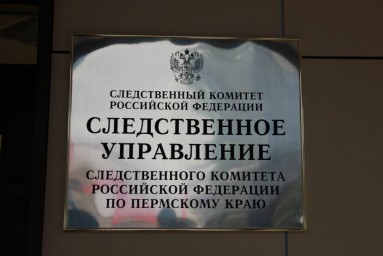 СЛЕДСТВЕННЫЙ КОМИТЕТ
РОССИЙСКОЙ ФЕДЕРАЦИИ
СЛЕДСТВЕННОЕ
УПРАВЛЕНИЕ
СЛЕДСТВЕННОГО КОМИТЕТА
РОССИЙСКОЙ ФЕДЕРАЦИИ
ПО ПЕРМСКОМУ КРАЮ